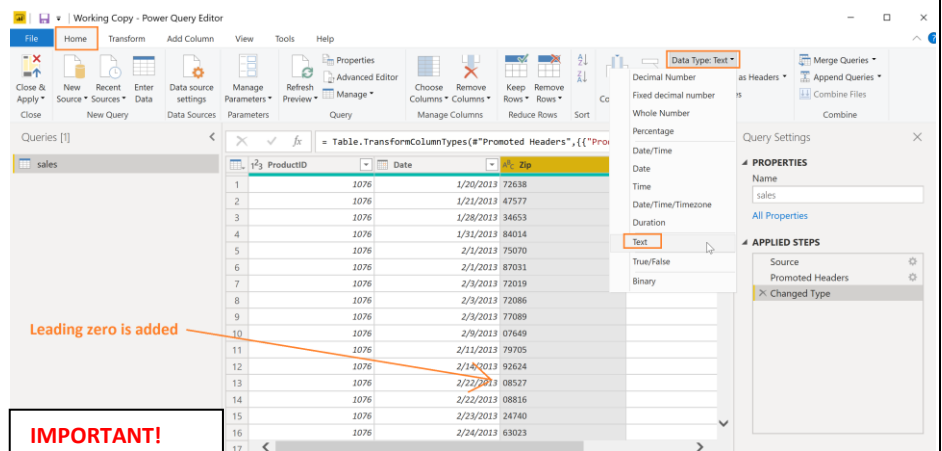 Working Copy - Power Query Editor
File Home Transform Add Column View Tools Help
Close & Apply
New Source
Recent Sources
Enter Data
Data source settings
Manage Parameters
Refresh Preview
Properties
Advanced Editor
Manage
Choose Columns
Remove Columns
Keep Rows
Remove Rows
Data Type: Text
as Headers
Merge Queries
Append Queries
Combine Files
Close New Query Data Sources Parameters Query Manage Columns Reduce Rows Sort Combine
Decimal Number
Fixed decimal number
Whole Number
Percentage
Date/Time
Date
Time
Date/Time/Timezone
Duration
Text
True/False
Binary
Queries [1]
sales
fx = Table.TransformColumnTypes(#"Promoted Headers",{{"Pro
123 ProductID Date ABC Zip
1 1076 1/20/2013 72638
2 1076 1/21/2013 47577
3 1076 1/28/2013 34653
4 1076 1/31/2013 84014
5 1076 2/1/2013 75070
6 1076 2/1/2013 87031
7 1076 2/3/2013 72019
8 1076 2/3/2013 72086
9 1076 2/3/2013 77089
10 1076 2/9/2013 07649
11 1076 2/11/2013 79705
12 1076 2/14/2013 92624
13 1076 2/22/2013 08527
14 1076 2/22/2013 08816
15 1076 2/23/2013 24740
16 1076 2/24/2013 63023
17
Query Settings
PROPERTIES
Name
sales
All Properties
APPLIED STEPS
Source
Promoted Headers
Changed Type
Leading zero is added
IMPORTANT!